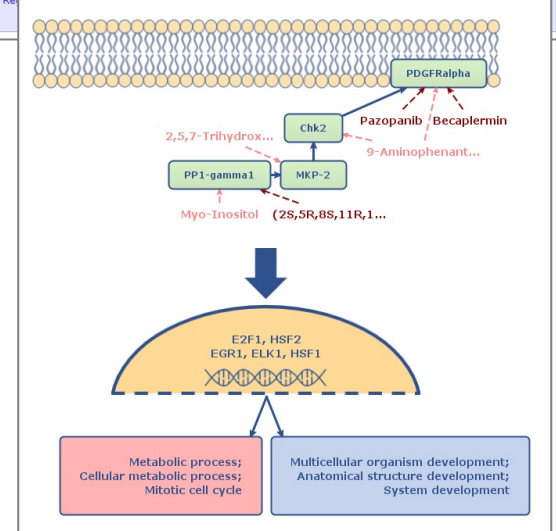 PDGFRalpha
Pazopanib Becaplermin
Chk2
2,5,7-Trihydrox...
9-Aminophenant...
PP1-gamma1
MKP-2
Myo-Inositol
(2S,5R,8S,11R,1...
E2F1, HSF2
EGR1, ELK1, HSF1
Metabolic process;
Cellular metabolic process;
Mitotic cell cycle
Multicellular organism development;
Anatomical structure development;
System development